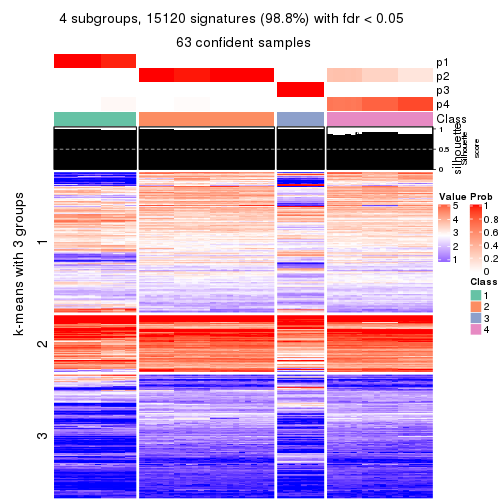 4 subgroups, 15120 signatures (98.8%) with fdr < 0.05
63 confident samples
p1
p2
p3
p4
Class
silhouette
Silhouette
score
1
0.5
0
k-means with 3 groups
1
2
3
Value
5
4
3
2
1
Prob
1
0.8
0.6
0.4
0.2
0
Class
1
2
3
4